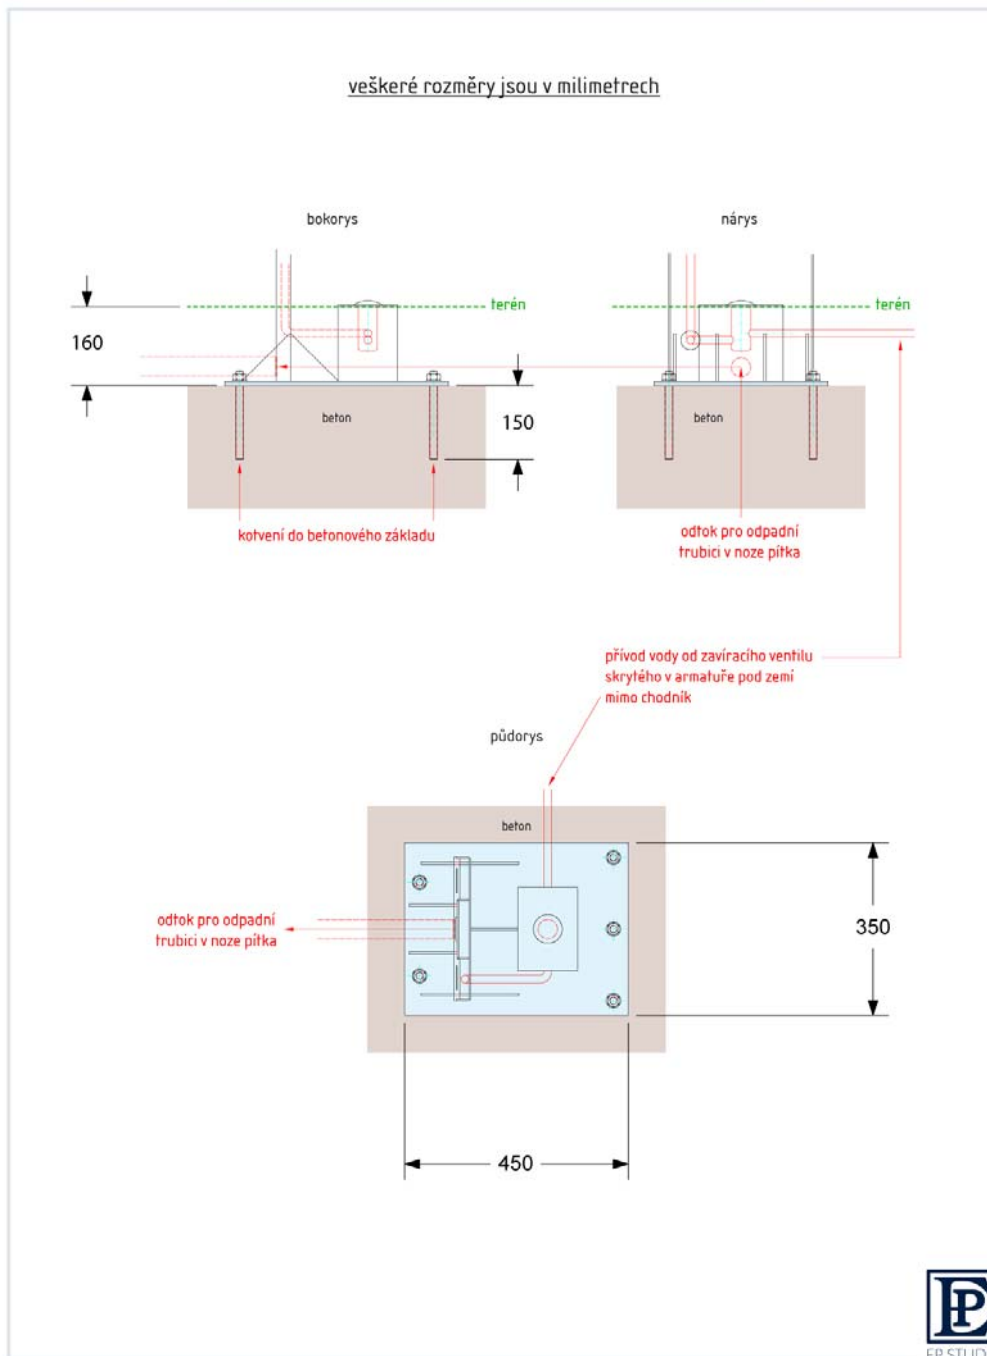 veškeré rozměry jsou v milimetrech
bokorys
nárys
terén
terén
160
150
beton
beton
kotvení do betonového základu
odtok pro odpadní
trubici v noze pítka
přívod vody od zavíracího ventilu
skrytého v armatuře pod zemí
mimo chodník
půdorys
beton
odtok pro odpadní
trubici v noze pítka
350
450
EP STUD